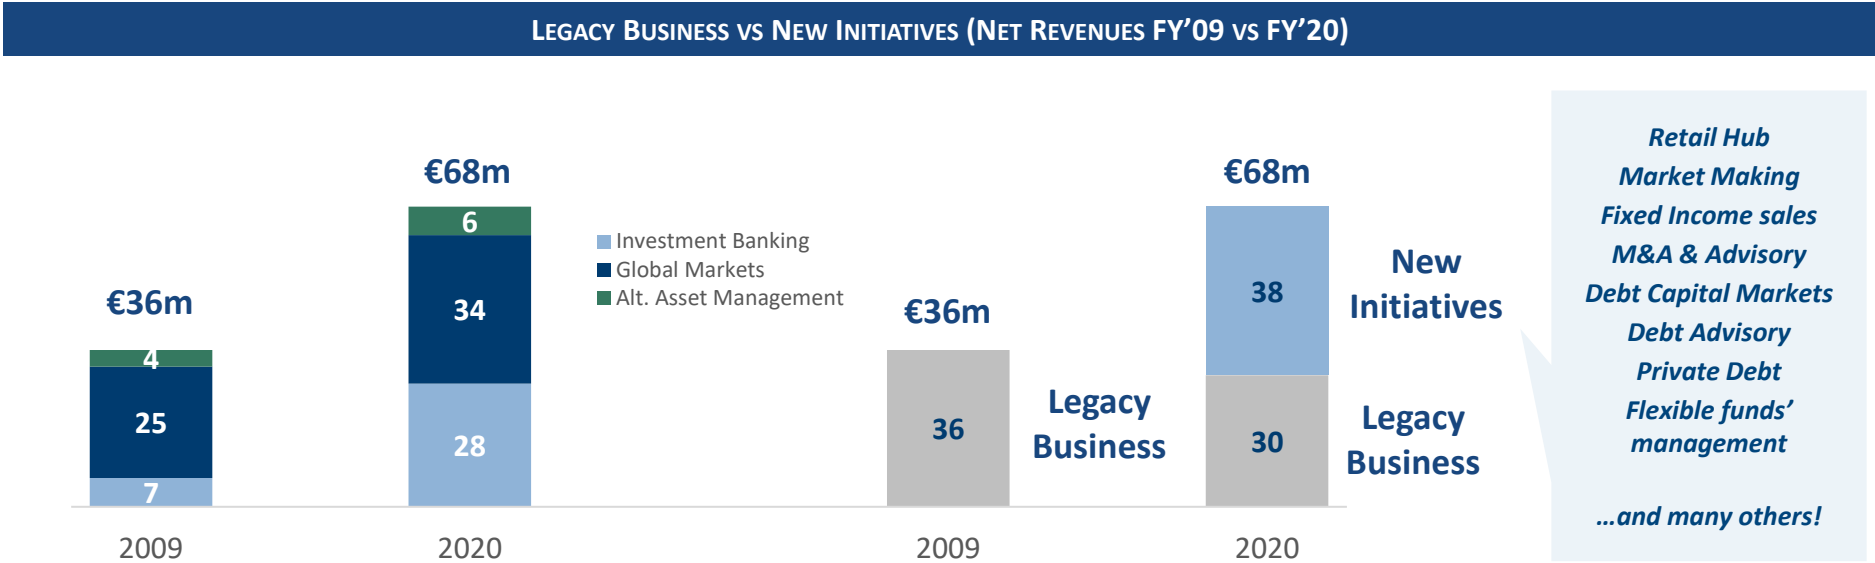 LEGACY BUSINESS VS NEW INITIATIVES (NET REVENUES FY’09 VS FY’20)
€36m
4
25
7
2009
€68m
6
34
28
2020
Investment Banking
Global Markets
Alt. Asset Management
€36m
36
2009
Legacy
Business
€68m
38
30
2020
New
Initiatives
Legacy
Business
Retail Hub
Market Making
Fixed Income sales
M&A & Advisory
Debt Capital Markets
Debt Advisory
Private Debt
Flexible funds’
management
…and many others!